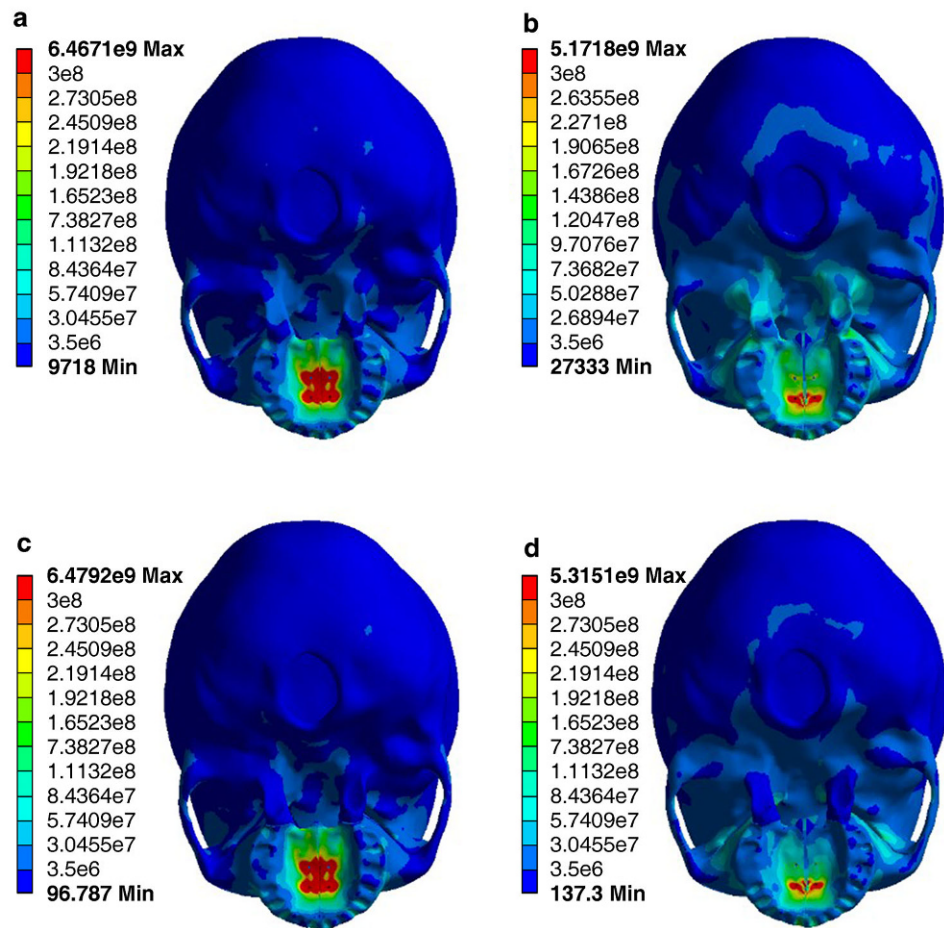 a
6.4671e9 Max
3e8
2.7305e8
2.4509e8
2.1914e8
1.9218e8
1.6523e8
7.3827e8
1.1132e8
8.4364e7
5.7409e7
3.0455e7
3.5e6
9718 Min
b
5.1718e9 Max
3e8
2.6355e8
2.271e8
1.9065e8
1.6726e8
1.4386e8
1.2047e8
9.7076e7
7.3682e7
5.0288e7
2.6894e7
3.5e6
27333 Min
c
6.4792e9 Max
3e8
2.7305e8
2.4509e8
2.1914e8
1.9218e8
1.6523e8
7.3827e8
1.1132e8
8.4364e7
5.7409e7
3.0455e7
3.5e6
96.787 Min
d
5.3151e9 Max
3e8
2.7305e8
2.4509e8
2.1914e8
1.9218e8
1.6523e8
7.3827e8
1.1132e8
8.4364e7
5.7409e7
3.0455e7
3.5e6
137.3 Min